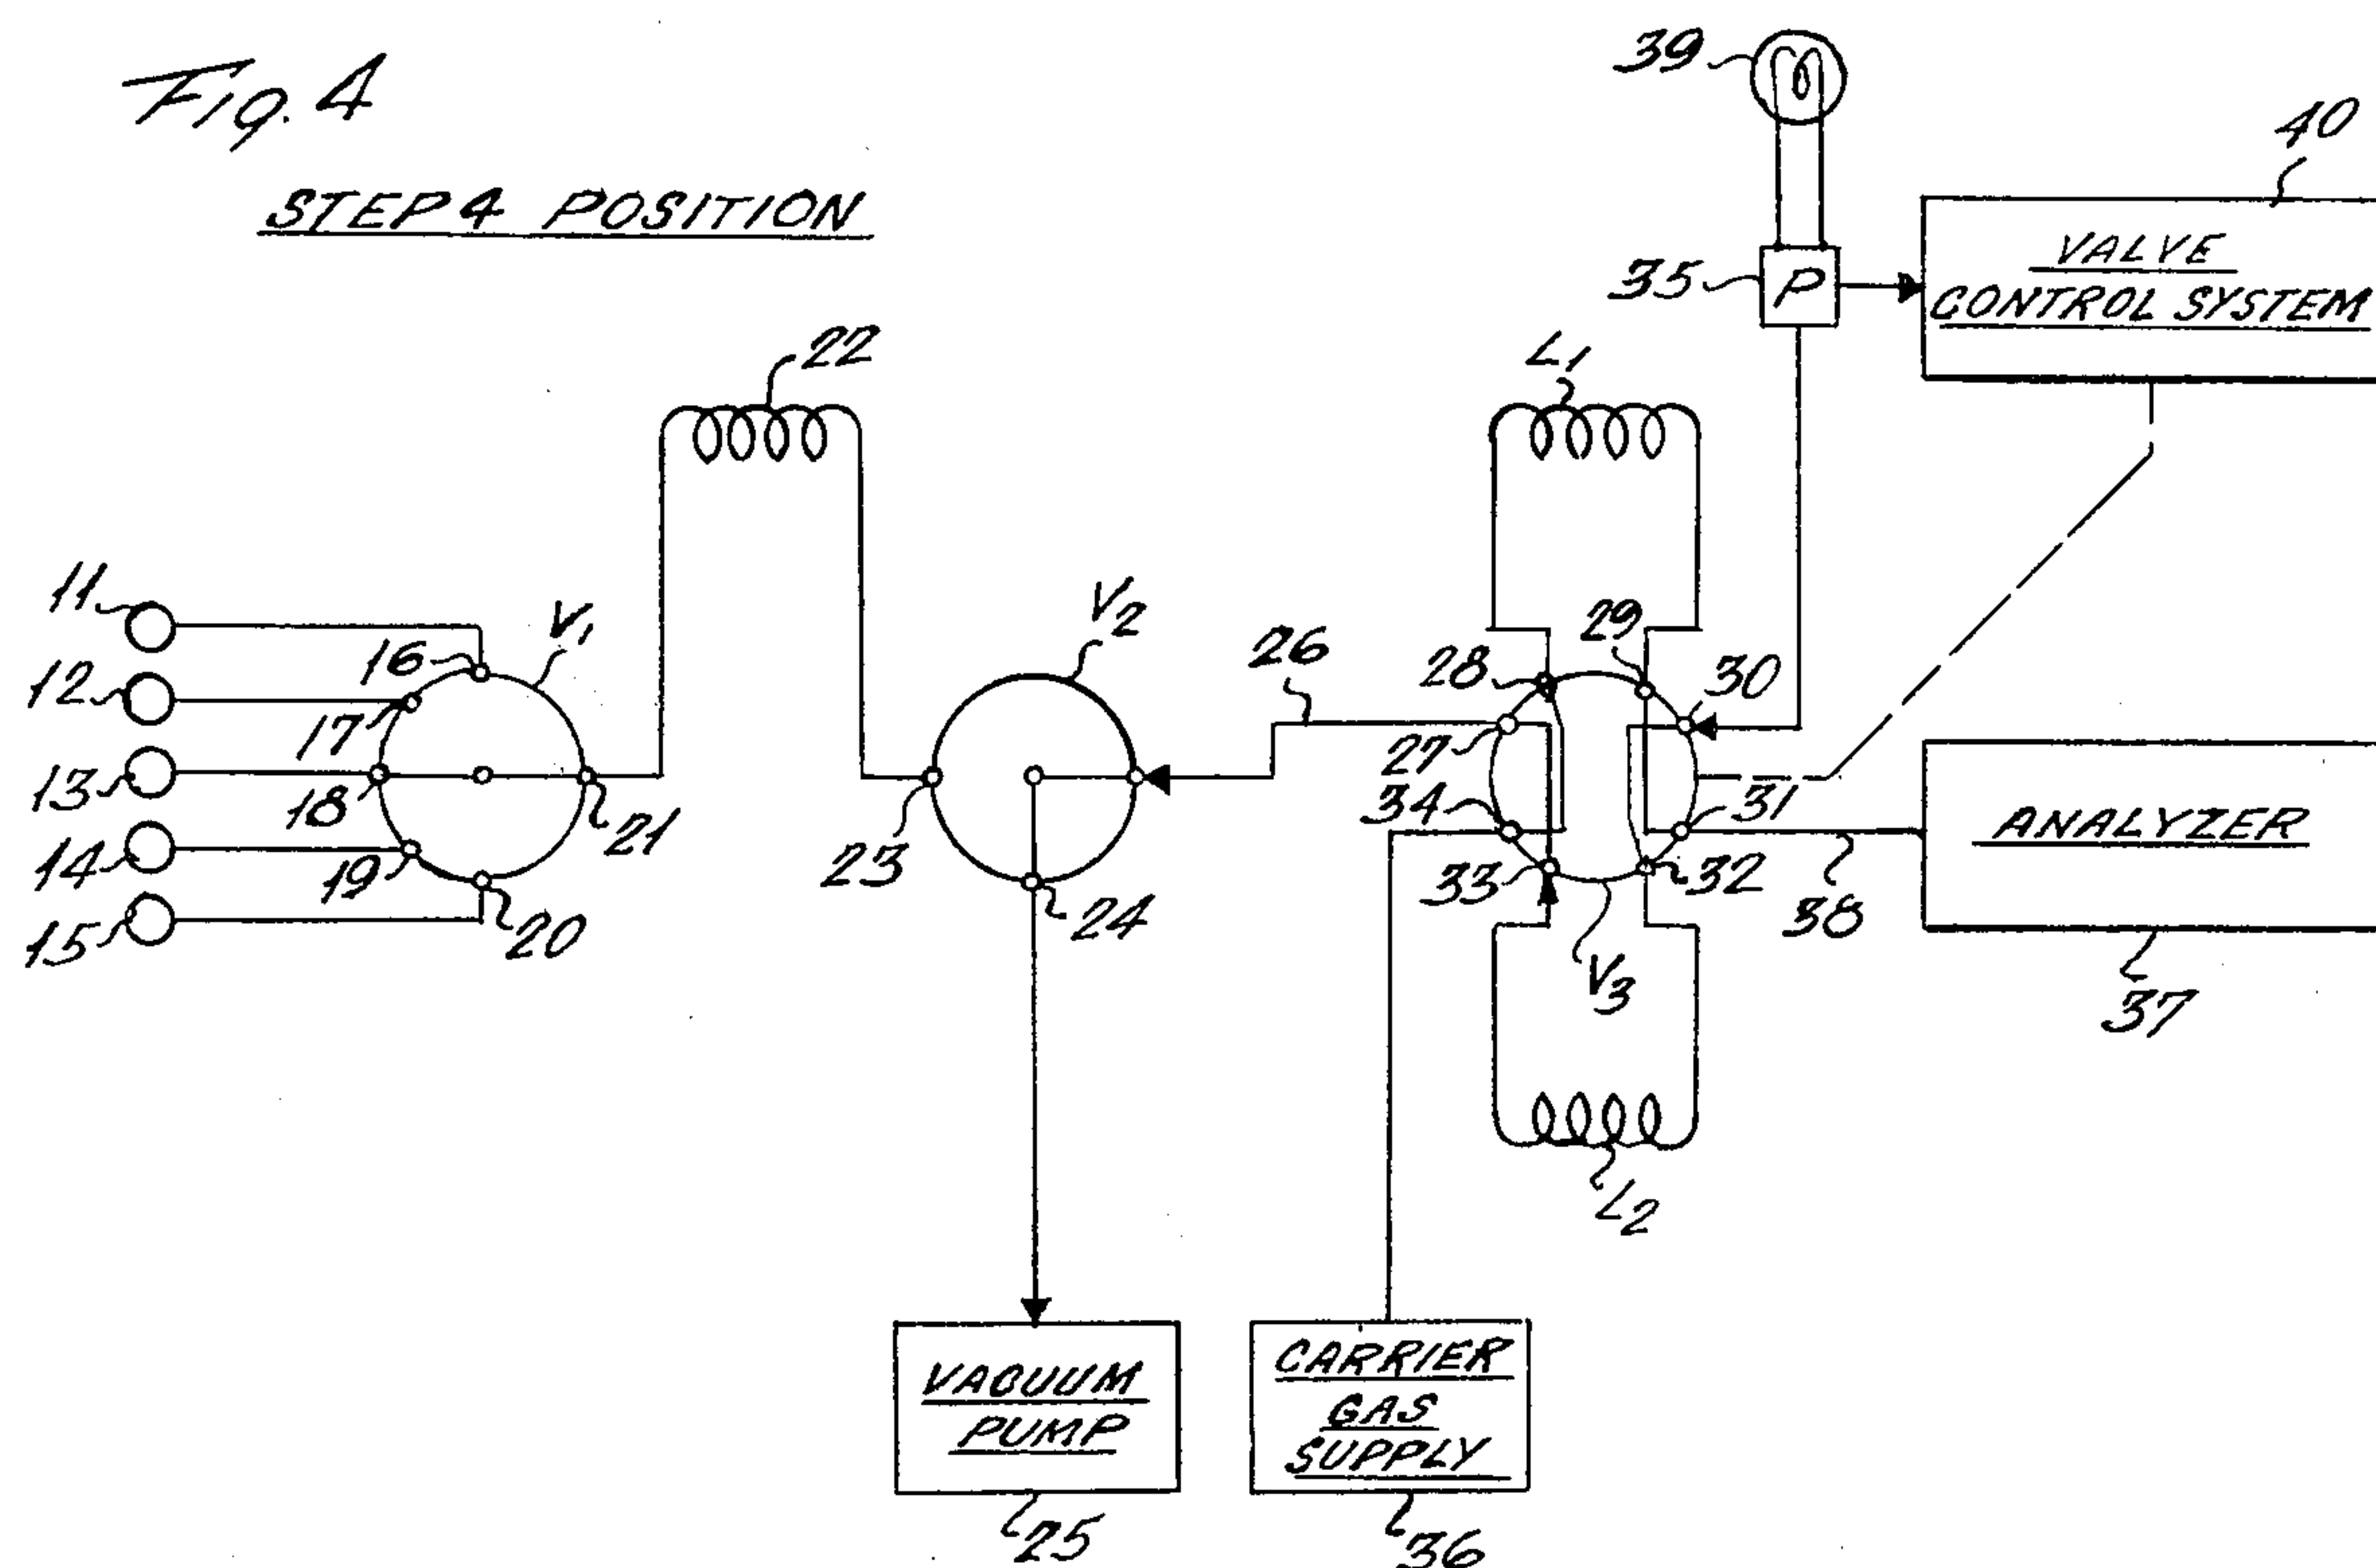 Fig. 4
STEP 4 POSITION
39
40
35
P
VALVE
CONTROL SYSTEM
22
L1
11
12
13
14
15
16
17
18
19
20
21
V1
V2
23
24
26
27
28
29
30
31
32
33
34
V3
L2
ANALYZER
38
37
VACUUM
PUMP
25
CARRIER
GAS
SUPPLY
36